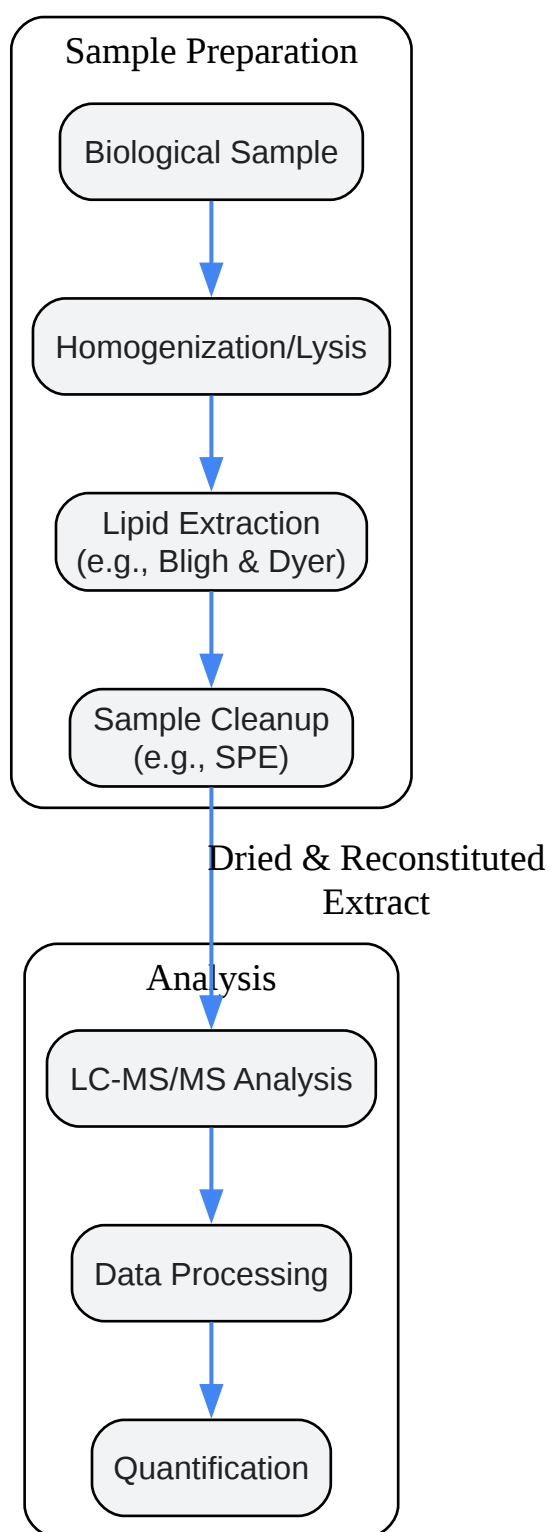 Sample Preparation
Biological Sample
Homogenization/Lysis
Lipid Extraction
(e.g., Bligh & Dyer)
Sample Cleanup
(e.g., SPE)
Dried & Reconstituted
Extract
Analysis
LC-MS/MS Analysis
Data Processing
Quantification